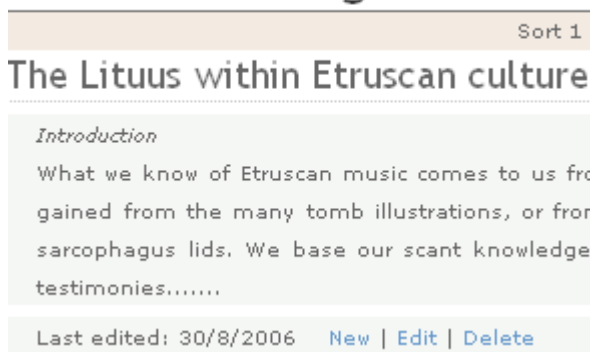 Sort 1
The Lituus within Etruscan culture
Introduction
What we know of Etruscan music comes to us
gained from the many tomb illustrations, or
sarcophagus lids. We base our scant knowledge
testimonies.......
Last edited: 30/8/2006 New | Edit | Delete